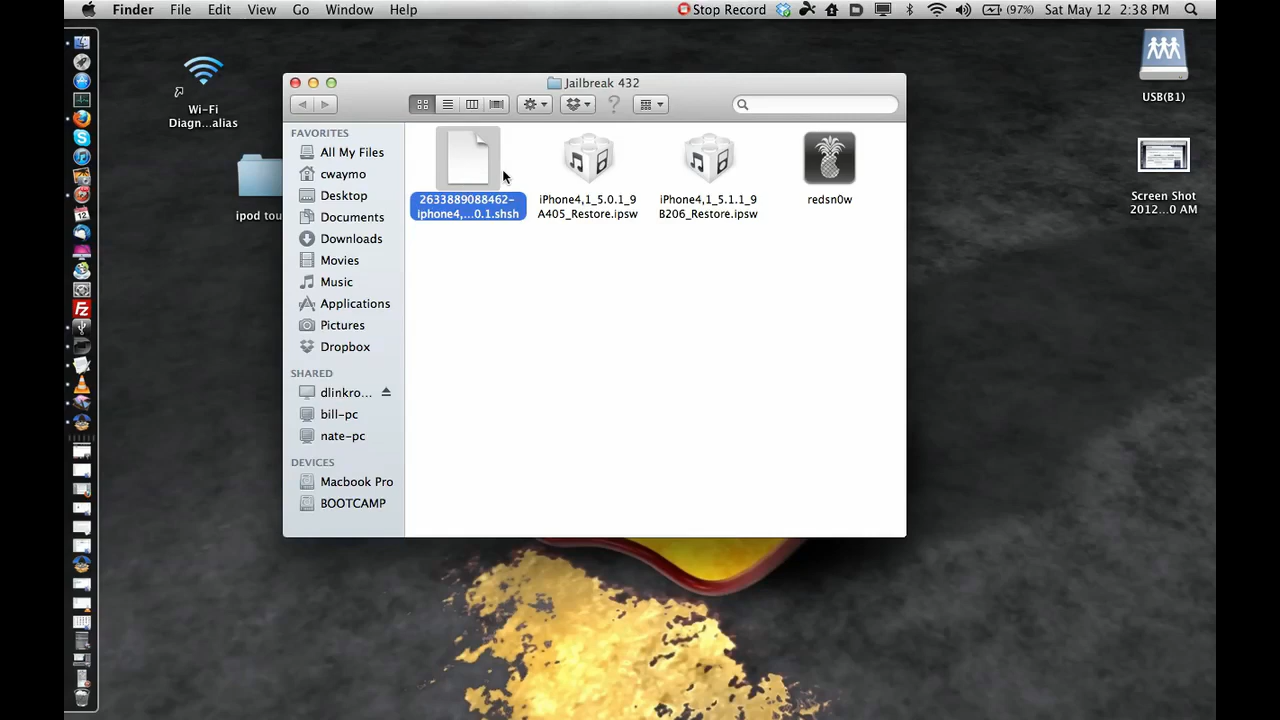 Finder File Edit View Go Window Help Stop Record (97%) Sat May 12 2:38 PM
Jailbreak 432
Wi-Fi
Diagn...alias
ipod tou
USB(B1)
Screen Shot
2012...0 AM
FAVORITES
All My Files
cwaymo
Desktop
Documents
Downloads
Movies
Music
Applications
Pictures
Dropbox
SHARED
dlinkro...
bill-pc
nate-pc
DEVICES
Macbook Pro
BOOTCAMP
2633889088462-
iphone4,...0.1.shsh
iPhone4,1_5.0.1_9
A405_Restore.ipsw
iPhone4,1_5.1.1_9
B206_Restore.ipsw
redsn0w